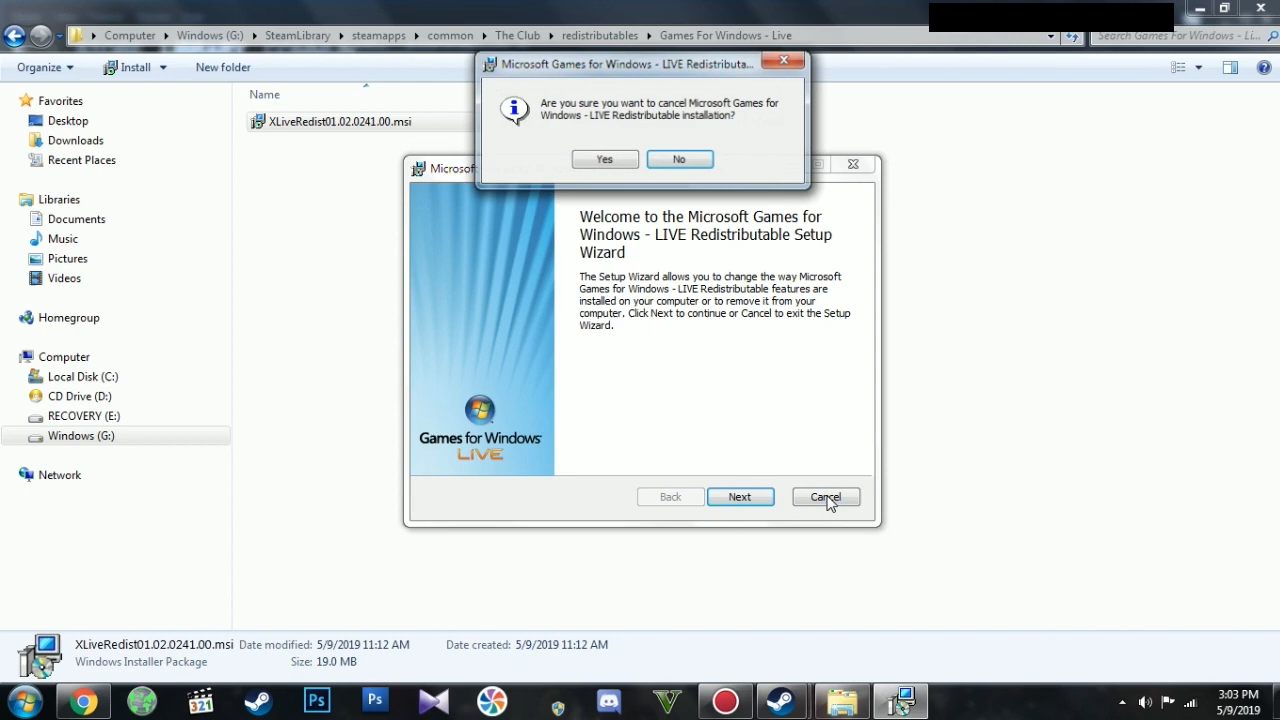 Computer ▸ Windows (G:) ▸ SteamLibrary ▸ steamapps ▸ common ▸ The Club ▸ redistributables ▸ Games For Windows - Live
Search Games For Windows - Li...
Organize
Install
New folder
Microsoft Games for Windows - LIVE Redistributa...
Are you sure you want to cancel Microsoft Games for
Windows - LIVE Redistributable installation?
Yes
No
Favorites
Desktop
Downloads
Recent Places
Libraries
Documents
Music
Pictures
Videos
Homegroup
Computer
Local Disk (C:)
CD Drive (D:)
RECOVERY (E:)
Windows (G:)
Network
Name
XLiveRedist01.02.0241.00.msi
Welcome to the Microsoft Games for
Windows - LIVE Redistributable Setup
Wizard
The Setup Wizard allows you to change the way Microsoft
Games for Windows - LIVE Redistributable features are
installed on your computer or to remove it from your
computer. Click Next to continue or Cancel to exit the Setup
Wizard.
Games for Windows
LIVE
Back
Next
Cancel
XLiveRedist01.02.0241.00.msi
Date modified: 5/9/2019 11:12 AM
Date created: 5/9/2019 11:12 AM
Windows Installer Package
Size: 19.0 MB
321
Ps
Ps
V
3:03 PM
5/9/2019